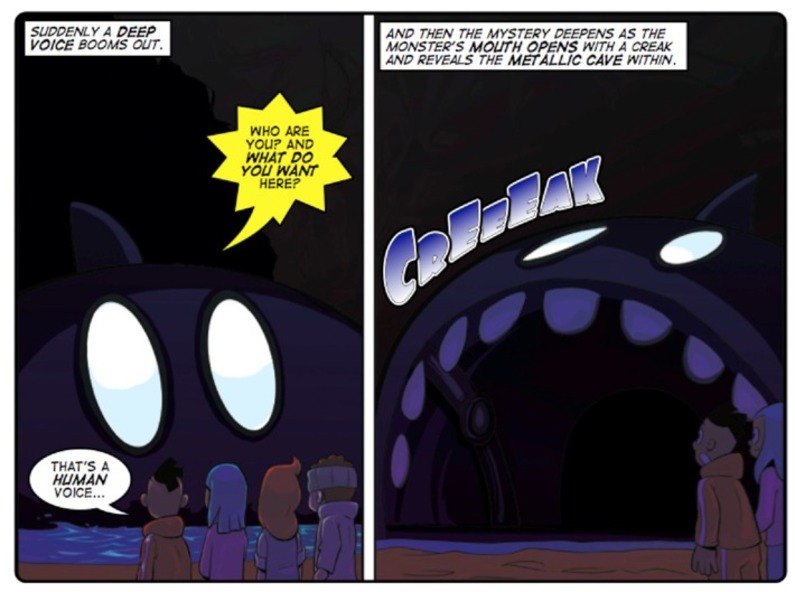 SUDDENLY A DEEP
VOICE BOOMS OUT.
WHO ARE
YOU? AND
WHAT DO
YOU WANT
HERE?
THAT'S A
HUMAN
VOICE...
AND THEN THE MYSTERY DEEPENS AS THE
MONSTER'S MOUTH OPENS WITH A CREAK
AND REVEALS THE METALLIC CAVE WITHIN.
CREEEAK